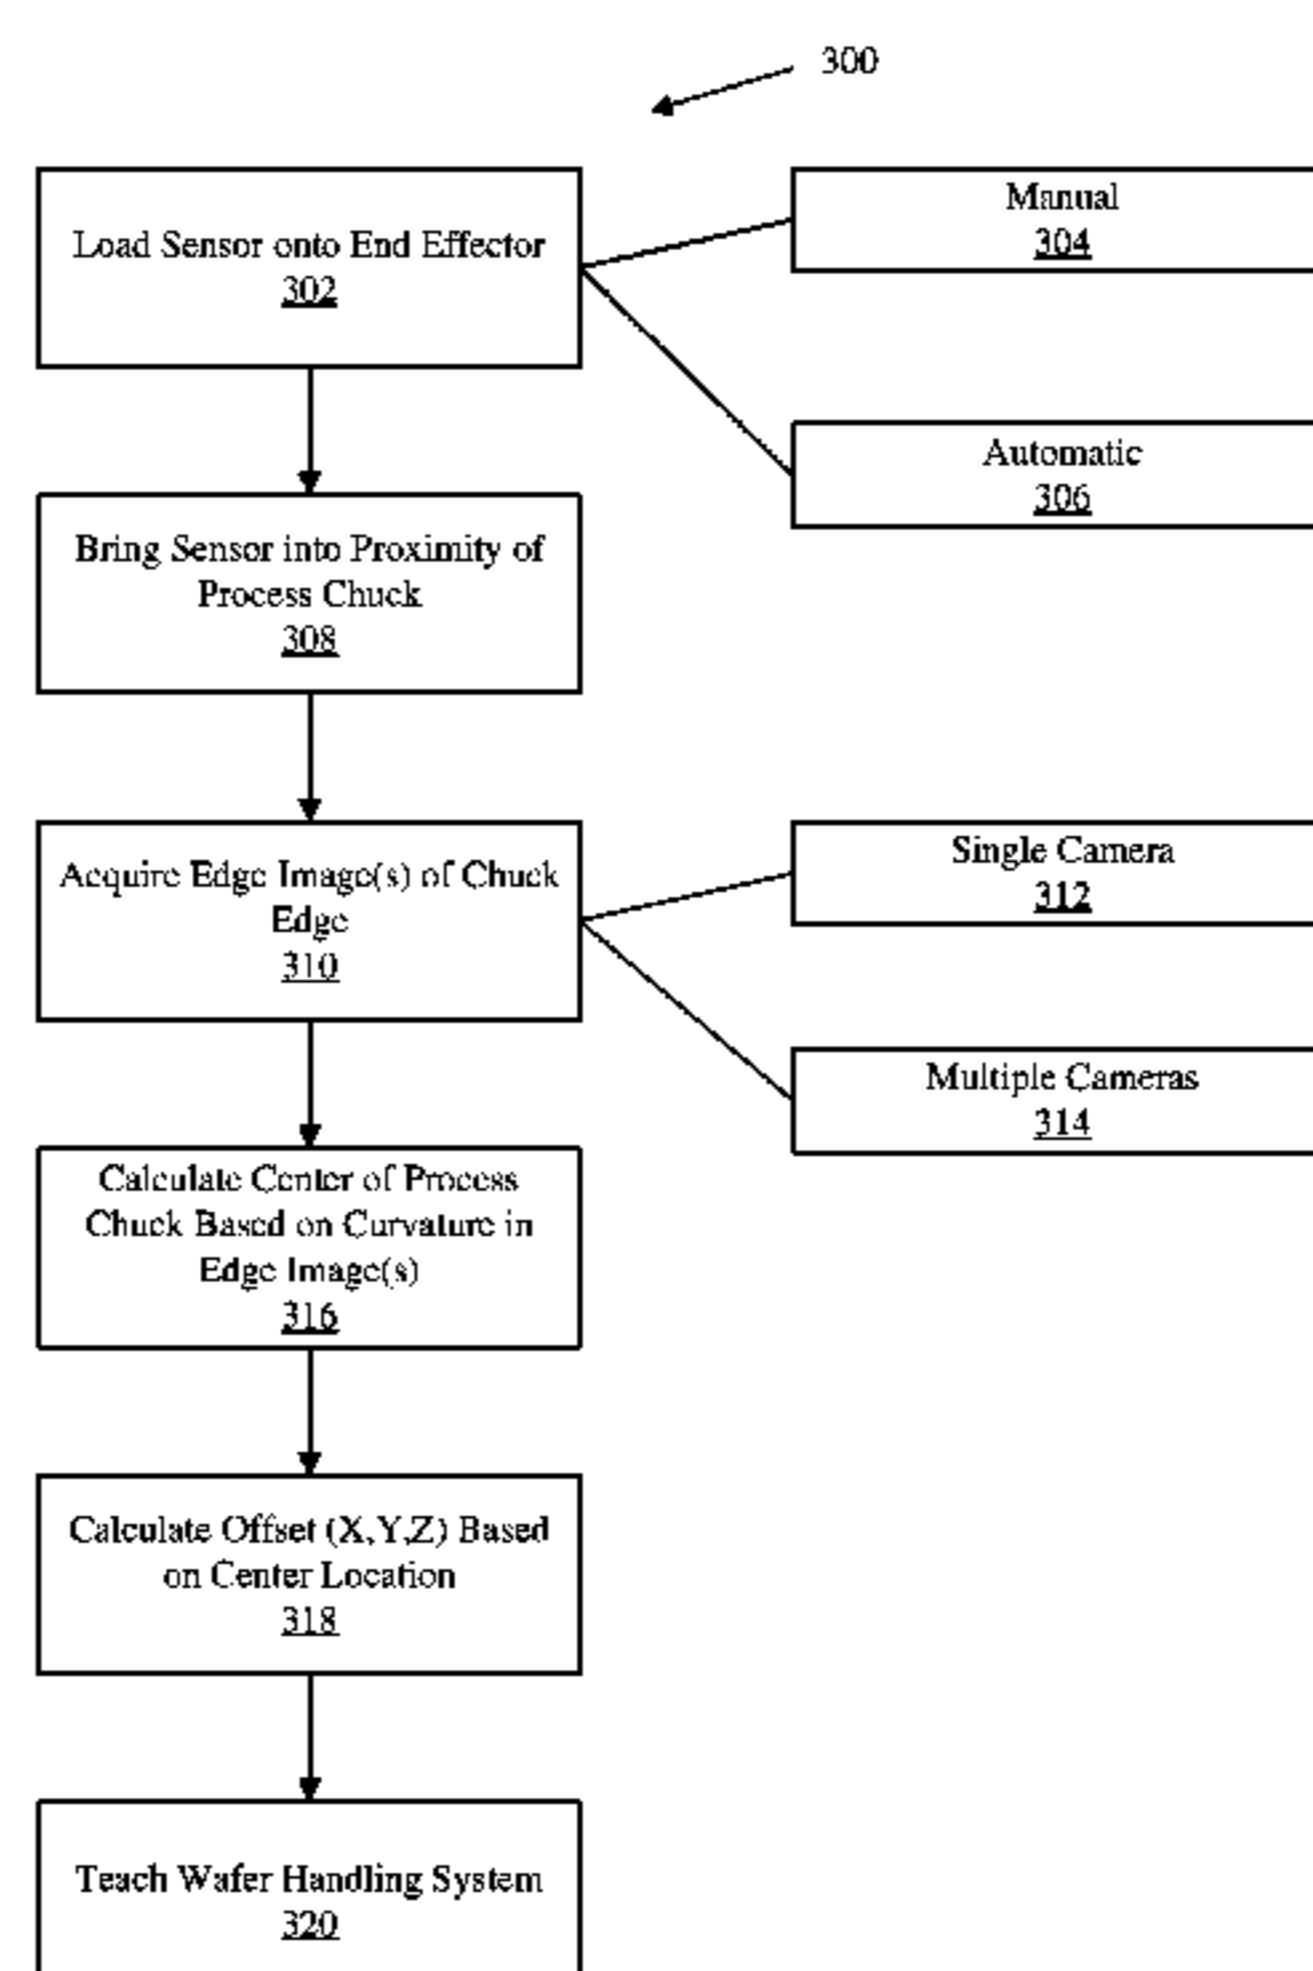 300
Load Sensor onto End Effector
302
Manual
304
Automatic
306
Bring Sensor into Proximity of
Process Chuck
308
Acquire Edge Image(s) of Chuck
Edge
310
Single Camera
312
Multiple Cameras
314
Calculate Center of Process
Chuck Based on Curvature in
Edge Image(s)
316
Calculate Offset (X,Y,Z) Based
on Center Location
318
Teach Wafer Handling System
320